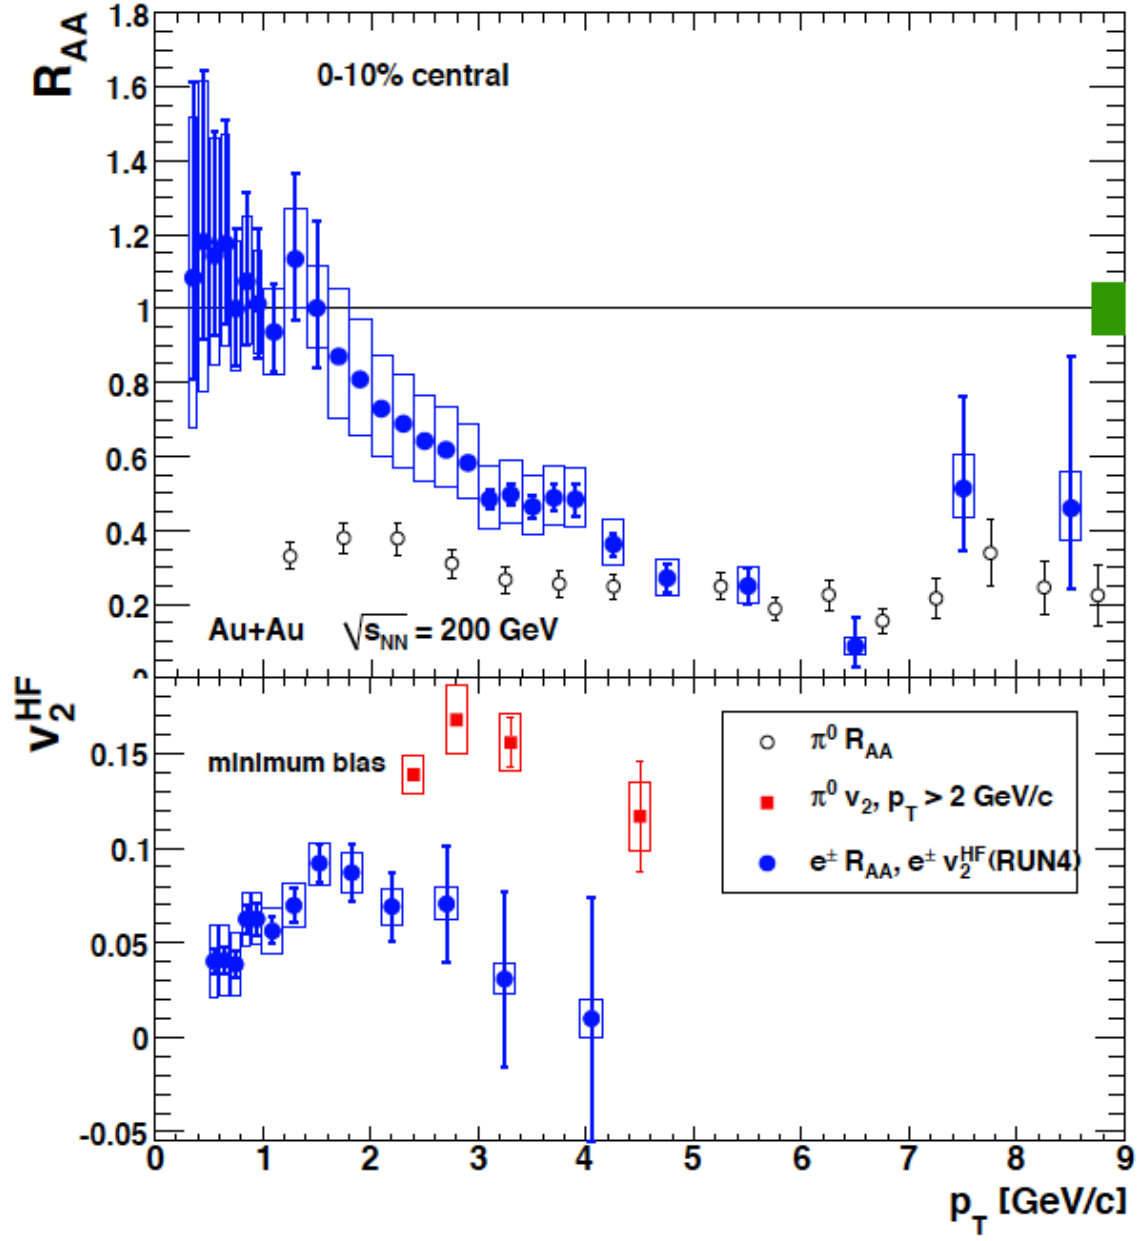 R_AA
1.8
1.6
1.4
1.2
1
0.8
0.6
0.4
0.2
0
0-10% central
Au+Au √s_NN = 200 GeV
v_2^HF
0.15
0.1
0.05
0
-0.05
minimum bias
π⁰ R_AA
π⁰ v_2, p_T > 2 GeV/c
e± R_AA, e± v_2^HF(RUN4)
0 1 2 3 4 5 6 7 8 9
p_T [GeV/c]